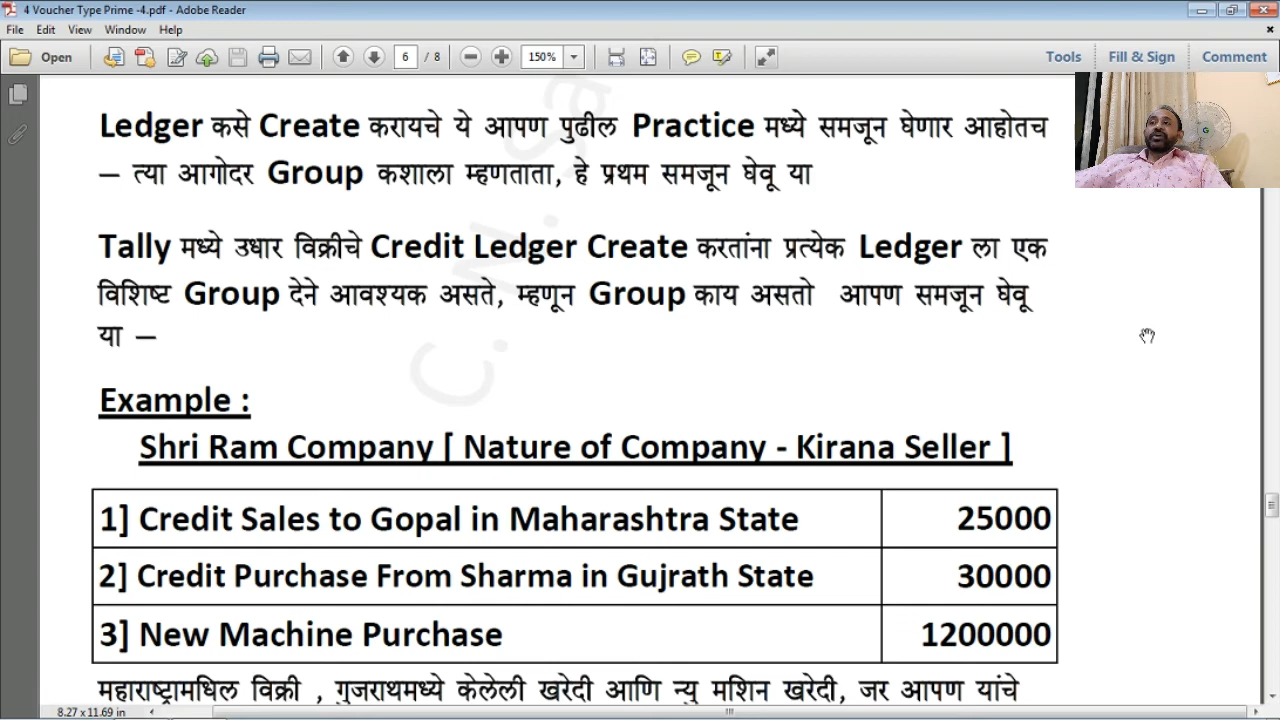 4 Voucher Type Prime -4.pdf - Adobe Reader
File Edit View Window Help
Open 6 / 8 150% Tools Fill & Sign Comment
Ledger कसे Create करायचे ये आपण पुढील Practice मध्ये समजून घेणार आहोतच
– त्या आगोदर Group कशाला म्हणताता, हे प्रथम समजून घेवू या
Tally मध्ये उधार विक्रीचे Credit Ledger Create करतांना प्रत्येक Ledger ला एक
विशिष्ट Group देने आवश्यक असते, म्हणून Group काय असतो आपण समजून घेवू
या –
Example :
Shri Ram Company [ Nature of Company - Kirana Seller ]
1] Credit Sales to Gopal in Maharashtra State 25000
2] Credit Purchase From Sharma in Gujrath State 30000
3] New Machine Purchase 1200000
महाराष्ट्रामधिल विक्री , गुजराथमध्ये केलेली खरेदी आणि न्यु मशिन खरेदी, जर आपण यांचे
C. M. Sa
8.27 x 11.69 in